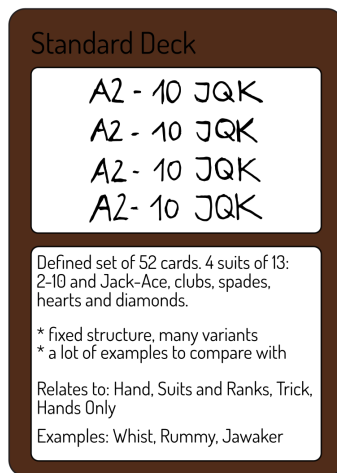 Standard Deck
A2 - 10 JQK
A2 - 10 JQK
A2 - 10 JQK
A2 - 10 JQK
Defined set of 52 cards. 4 suits of 13:
2-10 and Jack-Ace, clubs, spades,
hearts and diamonds.
* fixed structure, many variants
* a lot of examples to compare with
Relates to: Hand, Suits and Ranks, Trick,
Hands Only
Examples: Whist, Rummy, Jawaker